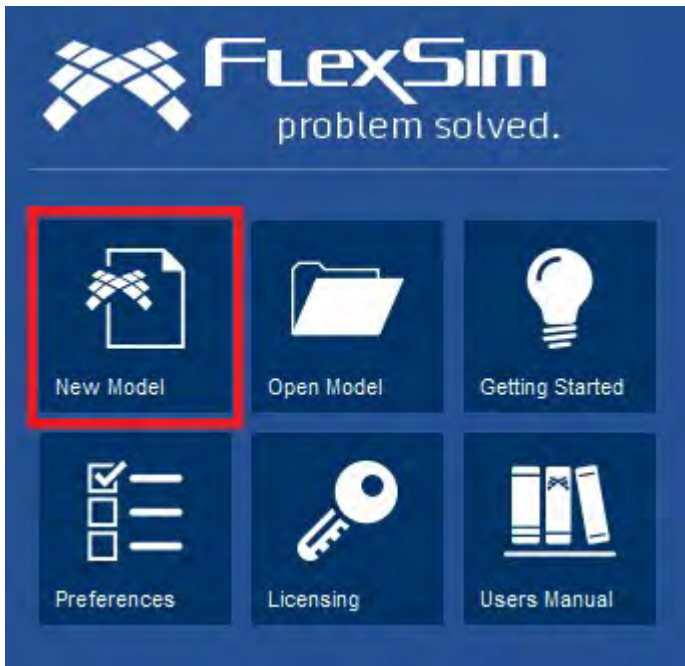 FlexSim
problem solved.
New Model
Open Model
Getting Started
Preferences
Licensing
Users Manual